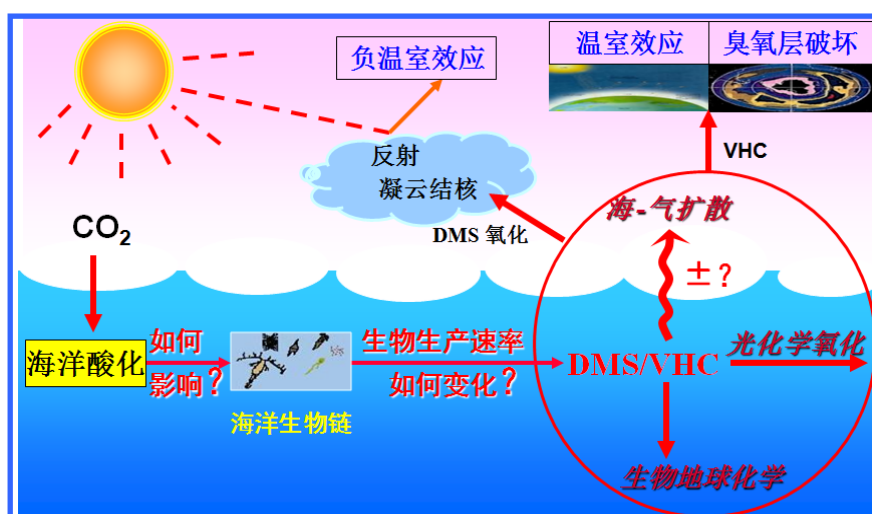 负温室效应
温室效应
臭氧层破坏
反射
凝云结核
VHC
海-气扩散
CO2
DMS 氧化
±?
如何
影响?
海洋酸化
生物生产速率
如何变化?
DMS/VHC
光化学氧化
海洋生物链
生物地球化学